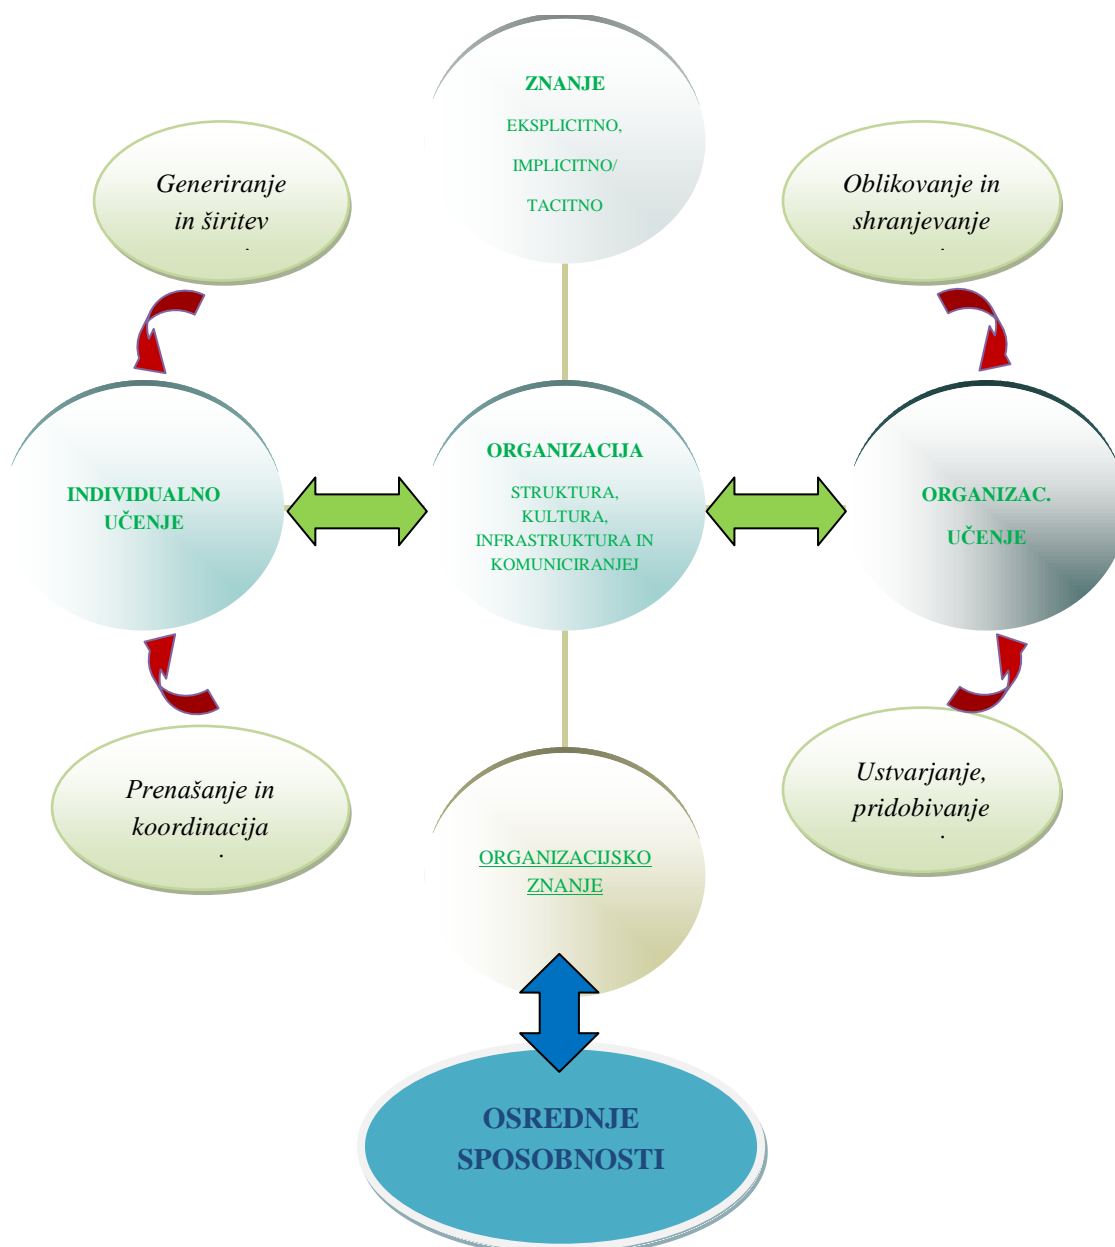 ZNANJE
EKSPLICITNO,
IMPLICITNO/
TACITNO
Generiranje
in širitev
Oblikovanje in
shranjevanje
INDIVIDUALNO
UČENJE
ORGANIZACIJA
STRUKTURA,
KULTURA,
INFRASTRUKTURA IN
KOMUNICIRANJEJ
ORGANIZAC.
UČENJE
Prenašanje in
koordinacija
Ustvarjanje,
pridobivanje
ORGANIZACIJSKO
ZNANJE
OSREDNJE
SPOSOBNOSTI